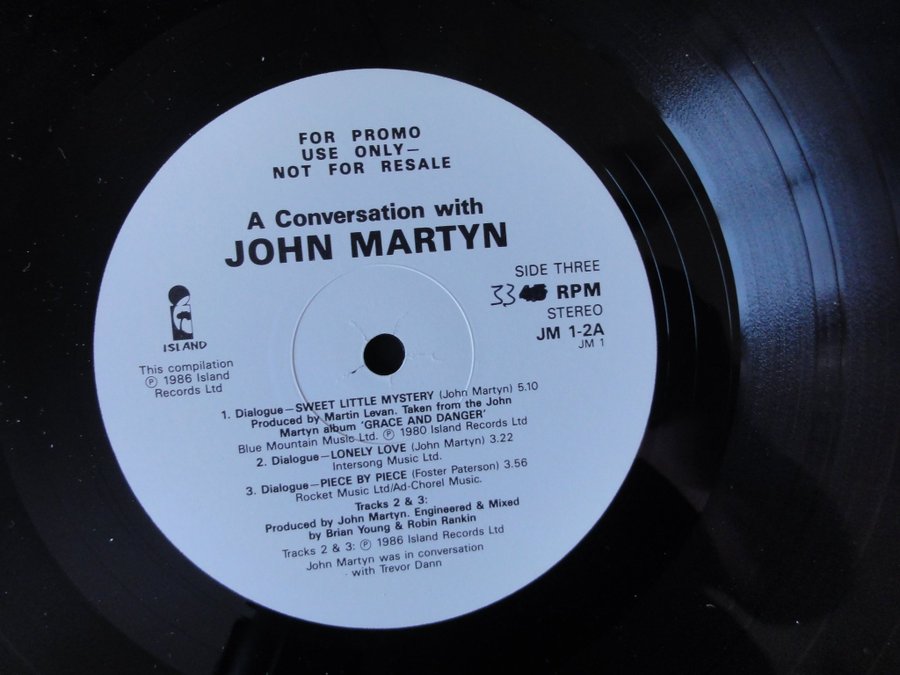 FOR PROMO
USE ONLY—
NOT FOR RESALE
A Conversation with
JOHN MARTYN
SIDE THREE
33 RPM
STEREO
JM 1-2A
JM 1
ISLAND
This compilation
Ⓟ 1986 Island
Records Ltd
1. Dialogue—SWEET LITTLE MYSTERY (John Martyn) 5.10
Produced by Martin Levan. Taken from the John
Martyn album 'GRACE AND DANGER'
Blue Mountain Music Ltd. Ⓟ 1980 Island Records Ltd
2. Dialogue—LONELY LOVE (John Martyn) 3.22
Intersong Music Ltd.
3. Dialogue—PIECE BY PIECE (Foster Paterson) 3.56
Rocket Music Ltd/Ad-Chorel Music.
Tracks 2 & 3:
Produced by John Martyn. Engineered & Mixed
by Brian Young & Robin Rankin
Tracks 2 & 3: Ⓟ 1986 Island Records Ltd
John Martyn was in conversation
with Trevor Dann